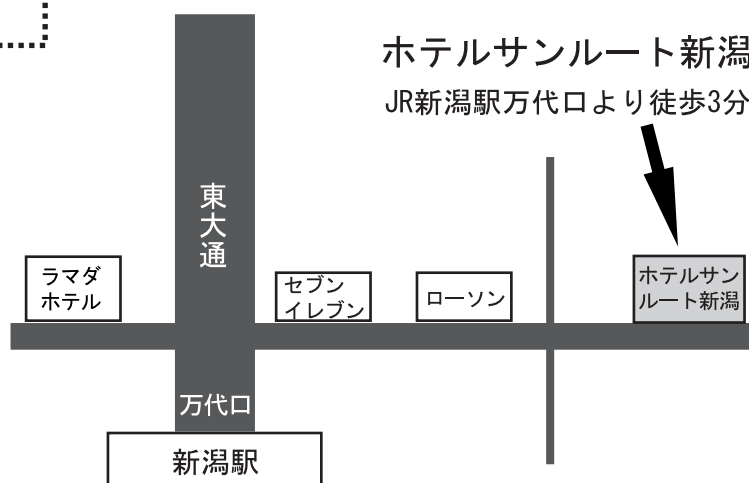 ホテルサンルート新潟
JR新潟駅万代口より徒歩3分
東大通
ラマダ
ホテル
セブン
イレブン
ローソン
ホテルサン
ルート新潟
万代口
新潟駅